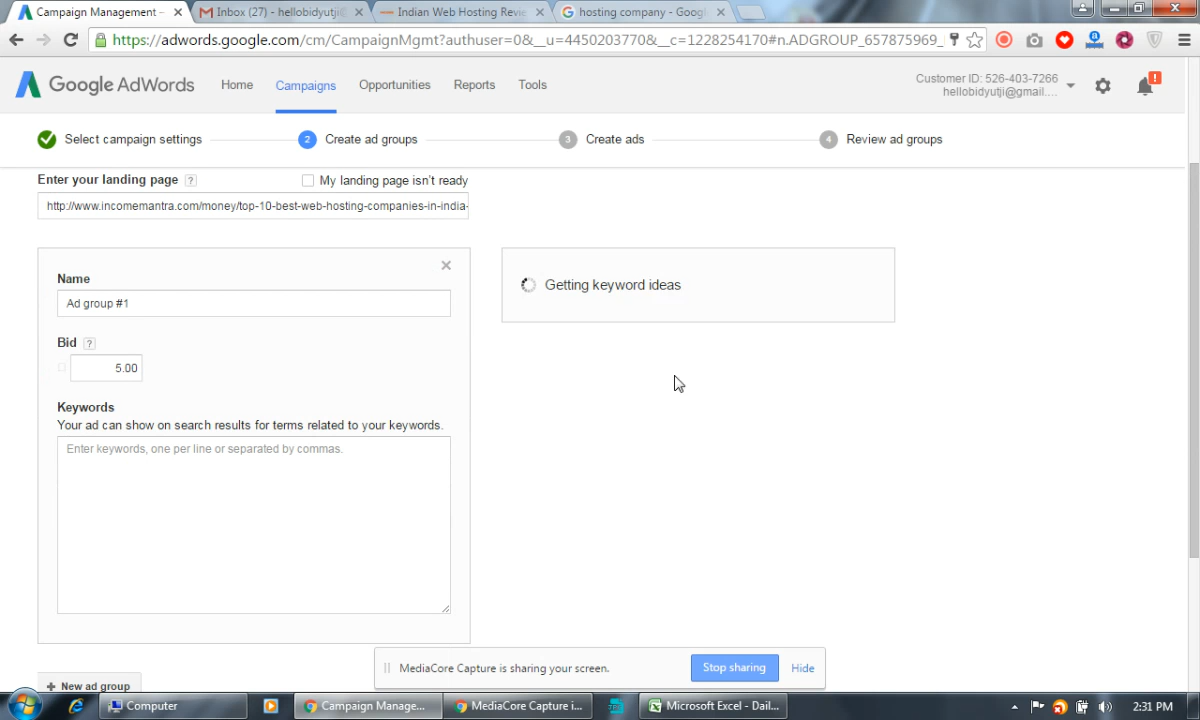 Campaign Management –
Inbox (27) - hellobidyutji@
Indian Web Hosting Revie
hosting company - Googl
https://adwords.google.com/cm/CampaignMgmt?authuser=0&__u=4450203770&__c=1228254170#n.ADGROUP_657875969_
Google AdWords
Home
Campaigns
Opportunities
Reports
Tools
Customer ID: 526-403-7266
hellobidyutji@gmail....
!
Select campaign settings
2 Create ad groups
3 Create ads
4 Review ad groups
Enter your landing page ?
My landing page isn't ready
http://www.incomemantra.com/money/top-10-best-web-hosting-companies-in-india-
Name
Ad group #1
Bid ?
5.00
Keywords
Your ad can show on search results for terms related to your keywords.
Enter keywords, one per line or separated by commas.
Getting keyword ideas
+ New ad group
MediaCore Capture is sharing your screen.
Stop sharing
Hide
Computer
Campaign Manage...
MediaCore Capture i...
Microsoft Excel - Dail...
2:31 PM